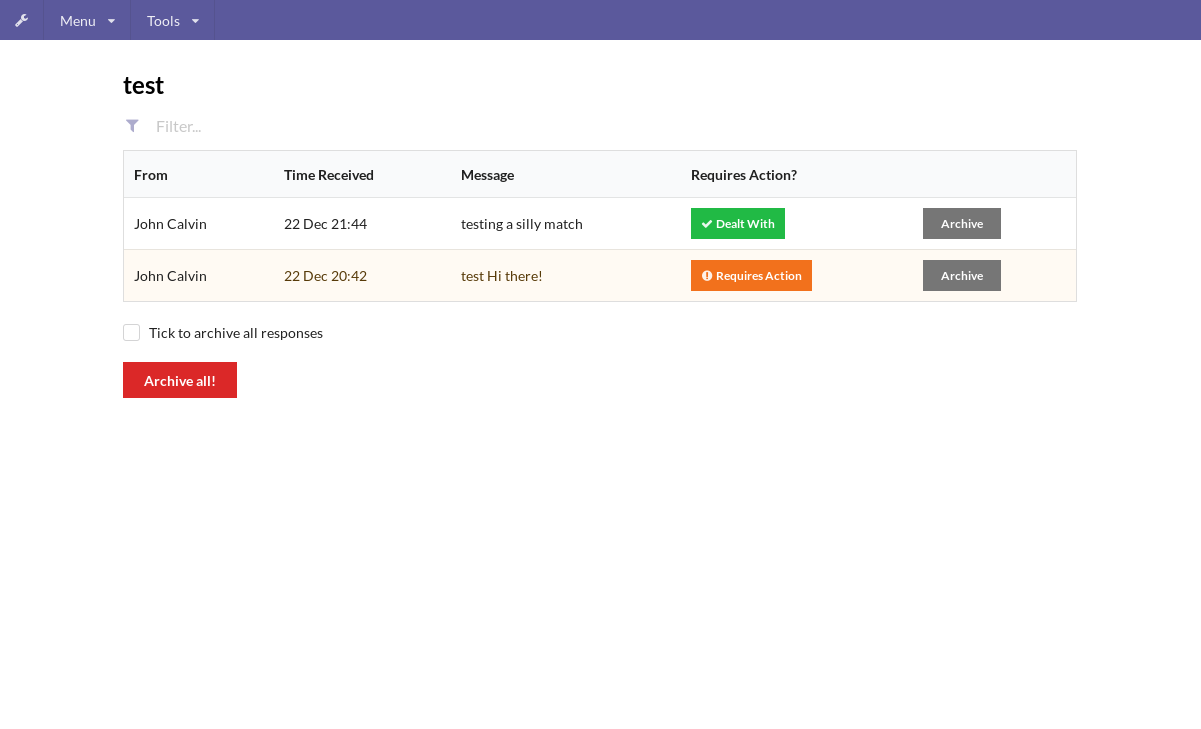 Menu Tools
test
Filter...
From Time Received Message Requires Action?
John Calvin 22 Dec 21:44 testing a silly match Dealt With Archive
John Calvin 22 Dec 20:42 test Hi there! Requires Action Archive
Tick to archive all responses
Archive all!